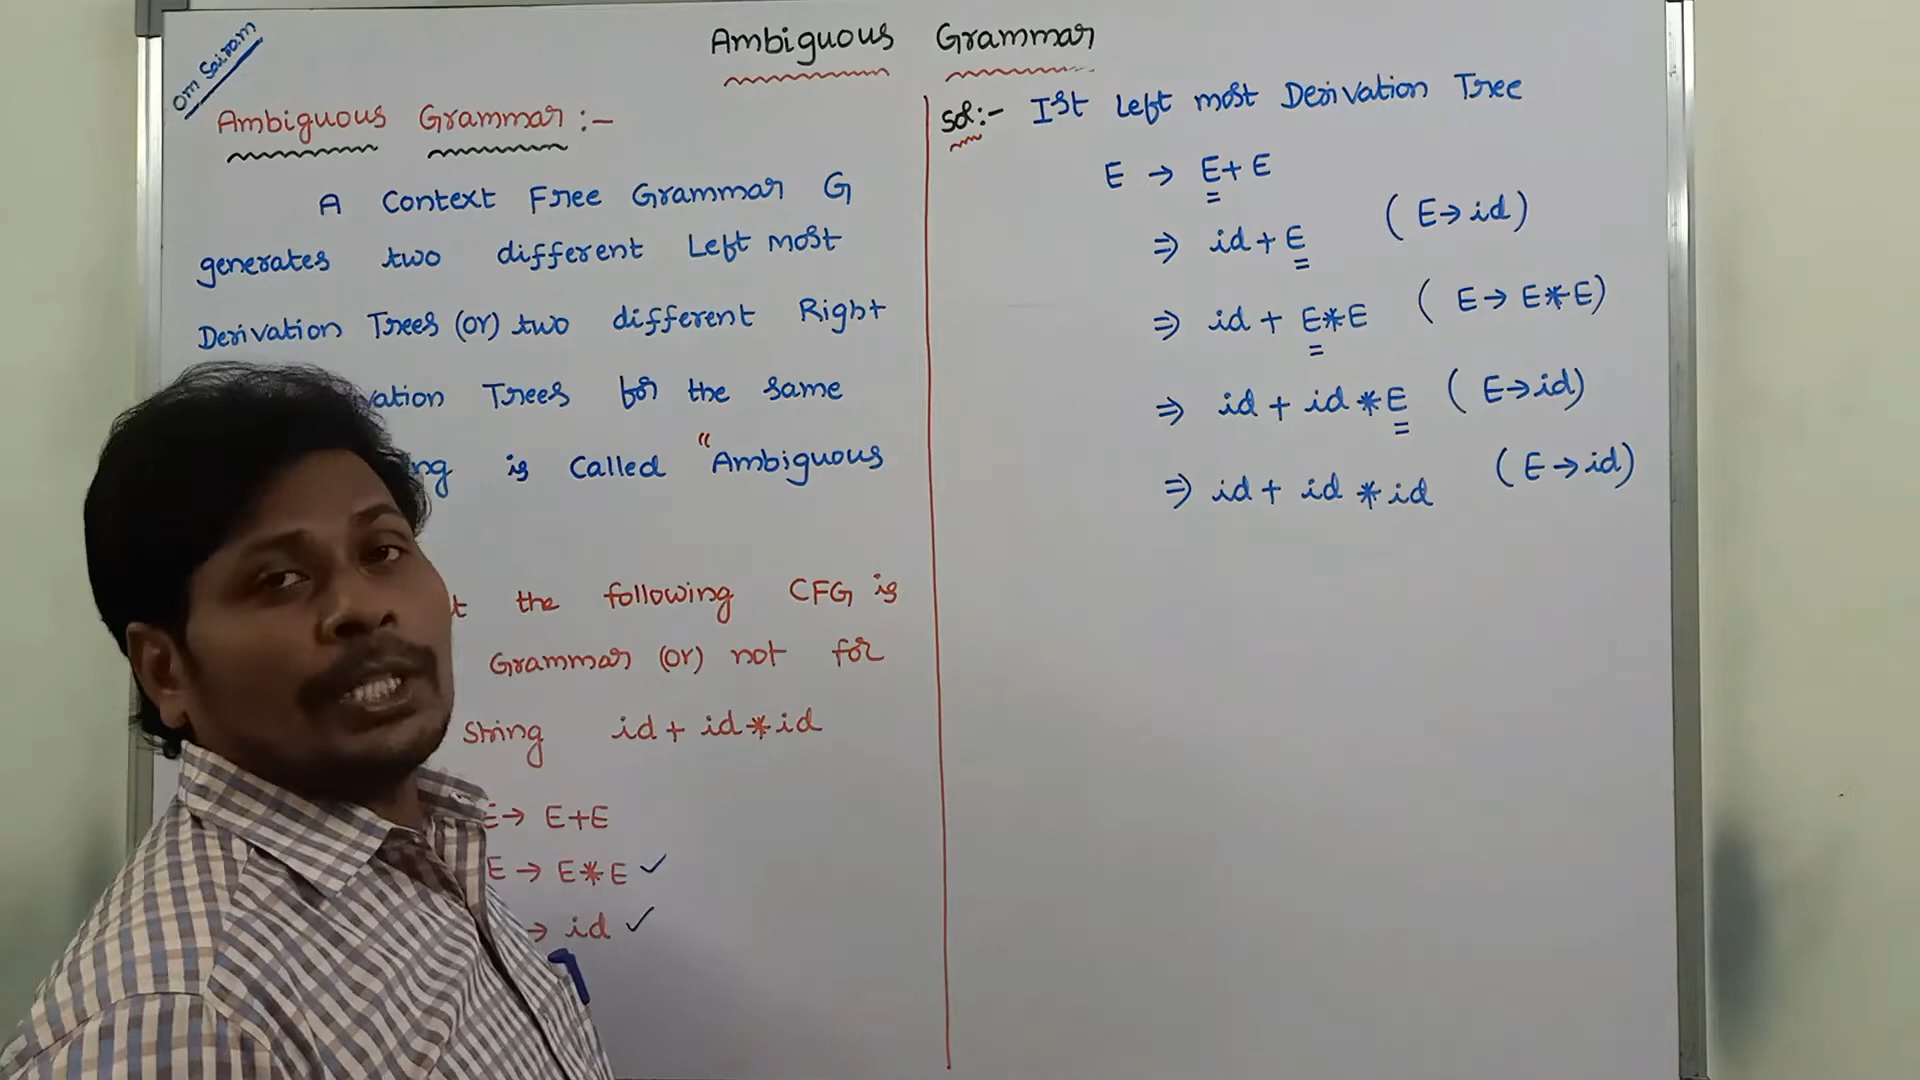 Om Sairam
Ambiguous Grammar
Ambiguous Grammar :-
A Context Free Grammar G
generates two different Left most
Derivation Trees (or) two different Right
vation Trees for the same
ng is Called "Ambiguous
t the following CFG is
Grammar (or) not for
String id + id * id
E → E+E
E → E*E ✓
→ id ✓
Sol:- Ist Left most Derivation Tree
E → E+ E
⇒ id + E (E→id)
⇒ id + E*E (E→ E*E)
⇒ id + id * E (E→id)
⇒ id + id * id (E→id)